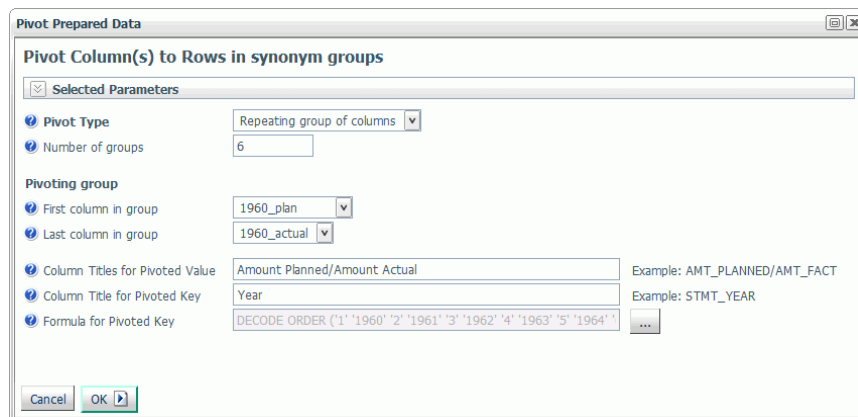 Pivot Prepared Data
Pivot Column(s) to Rows in synonym groups
Selected Parameters
Pivot Type Repeating group of columns
Number of groups 6
Pivoting group
First column in group 1960_plan
Last column in group 1960_actual
Column Titles for Pivoted Value Amount Planned/Amount Actual Example: AMT_PLANNED/AMT_FACT
Column Title for Pivoted Key Year Example: STMT_YEAR
Formula for Pivoted Key DECODE ORDER ('1' '1960' '2' '1961' '3' '1962' '4' '1963' '5' '1964' ' ...
Cancel OK